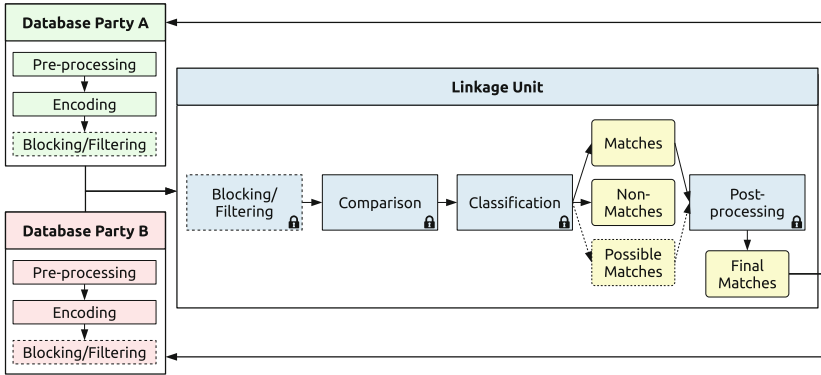 Database Party A
Pre-processing
Encoding
Blocking/Filtering
Linkage Unit
Blocking/
Filtering
Comparison
Classification
Matches
Non-
Matches
Possible
Matches
Post-
processing
Final
Matches
Database Party B
Pre-processing
Encoding
Blocking/Filtering